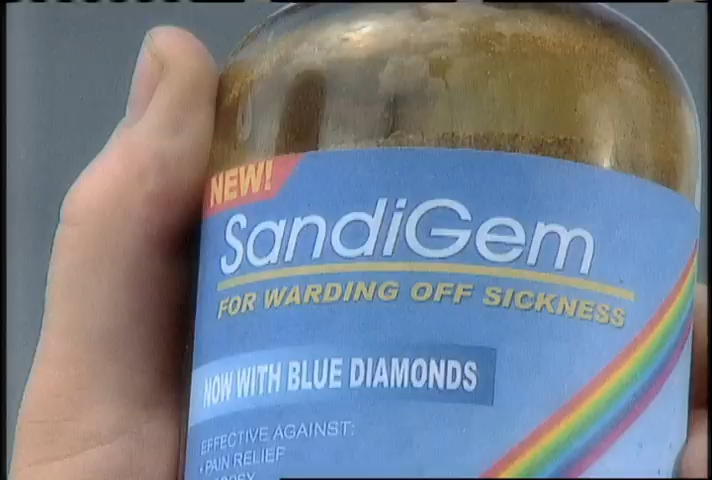 NEW!
SandiGem
FOR WARDING OFF SICKNESS
NOW WITH BLUE DIAMONDS
EFFECTIVE AGAINST:
• PAIN RELIEF